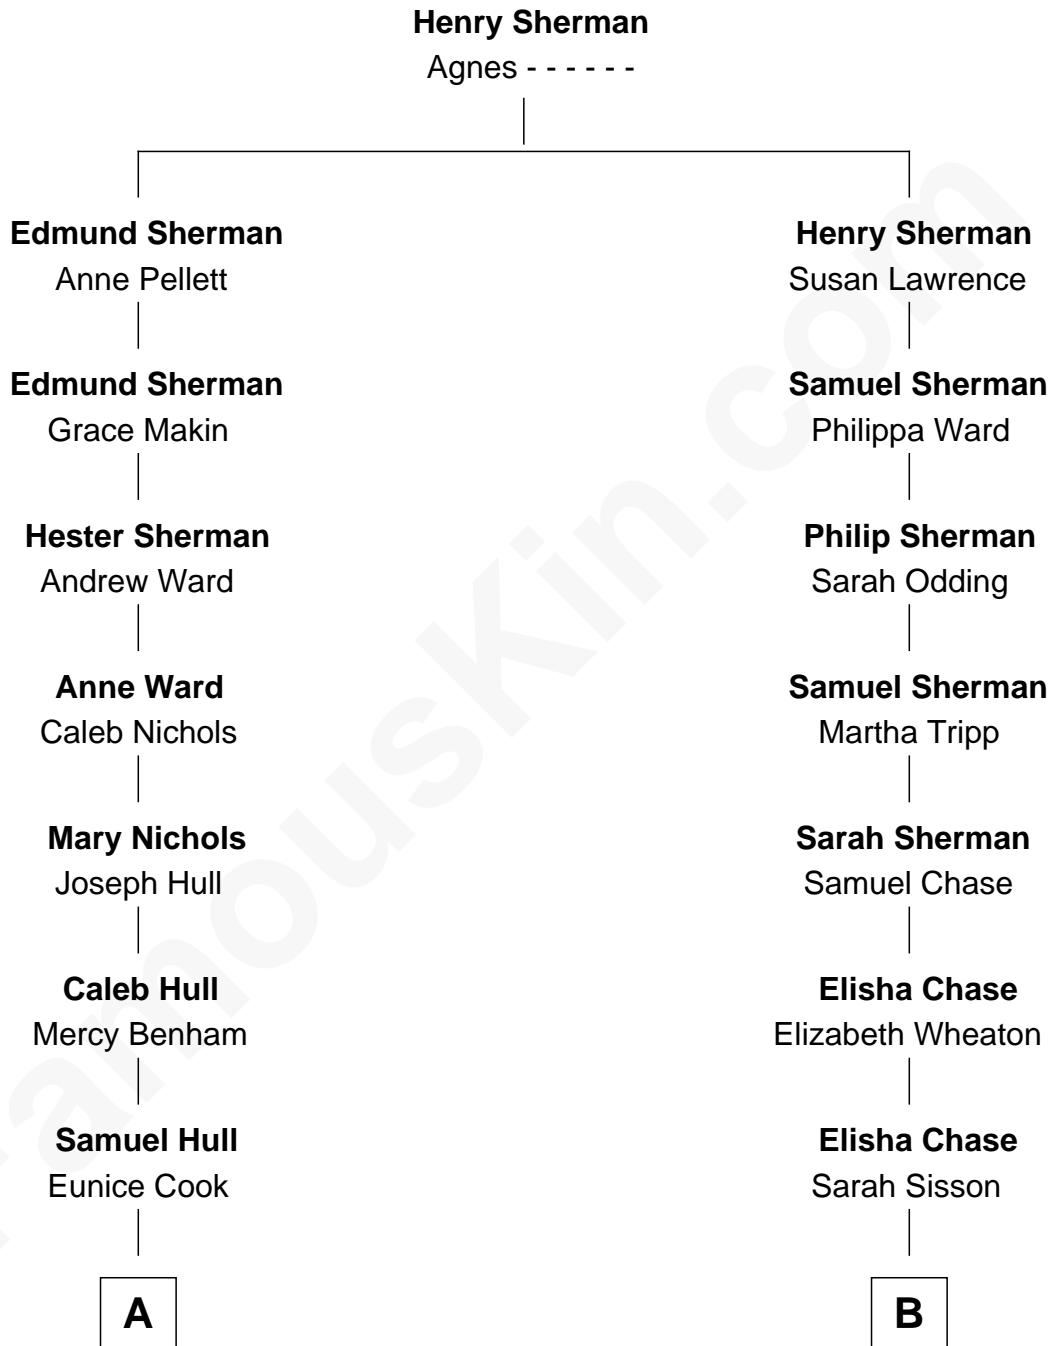 Henry Sherman
Agnes - - - - - -
Edmund Sherman
Anne Pellett
Henry Sherman
Susan Lawrence
Edmund Sherman
Grace Makin
Samuel Sherman
Philippa Ward
Hester Sherman
Andrew Ward
Philip Sherman
Sarah Odding
Anne Ward
Caleb Nichols
Samuel Sherman
Martha Tripp
Mary Nichols
Joseph Hull
Sarah Sherman
Samuel Chase
Caleb Hull
Mercy Benham
Elisha Chase
Elizabeth Wheaton
Samuel Hull
Eunice Cook
Elisha Chase
Sarah Sisson
A
B
FamousKin.com